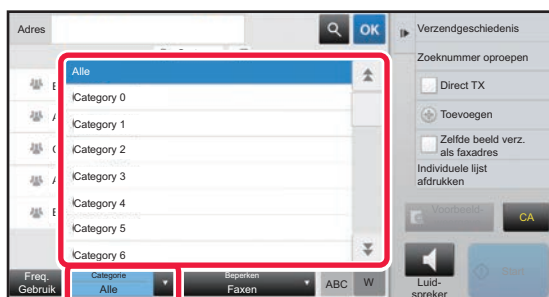 Adres
OK
Alle
Category 0
Category 1
Category 2
Category 3
Category 4
Category 5
Category 6
Freq.
Gebruik
Categorie
Alle
Beperken
Faxen
ABC
W
Verzendgeschiedenis
Zoeknummer oproepen
Direct TX
Toevoegen
Zelfde beeld verz.
als faxadres
Individuele lijst
afdrukken
Voorbeeld-
CA
Luid-
spreker
Start